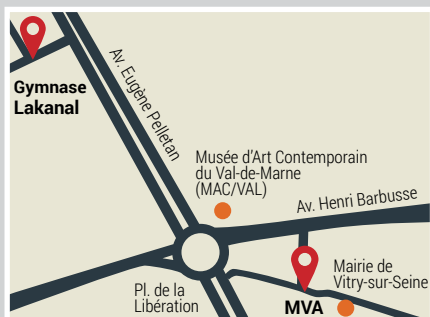 Gymnase
Lakanal
Av. Eugène Pelletan
Musée d'Art Contemporain
du Val-de-Marne
(MAC/VAL)
Av. Henri Barbusse
Mairie de
Vitry-sur-Seine
Pl. de la
Libération
MVA